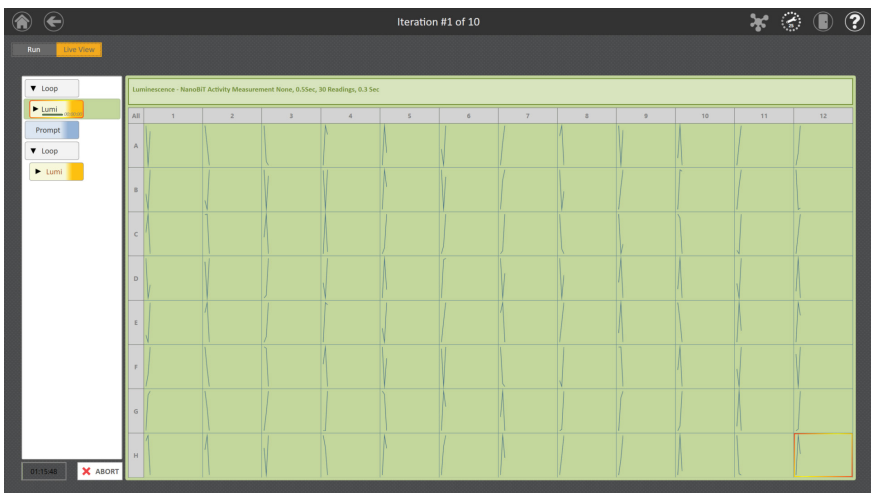 Iteration #1 of 10
?
Run Live View
Loop
Lumi
Prompt
Loop
Lumi
Luminescence - NanoBiT Activity Measurement None, 0.55ec, 30 Readings, 0.3 Sec
All 1 2 3 4 5 6 7 8 9 10 11 12
A
B
C
D
E
F
G
H
01:15:46 ABORT